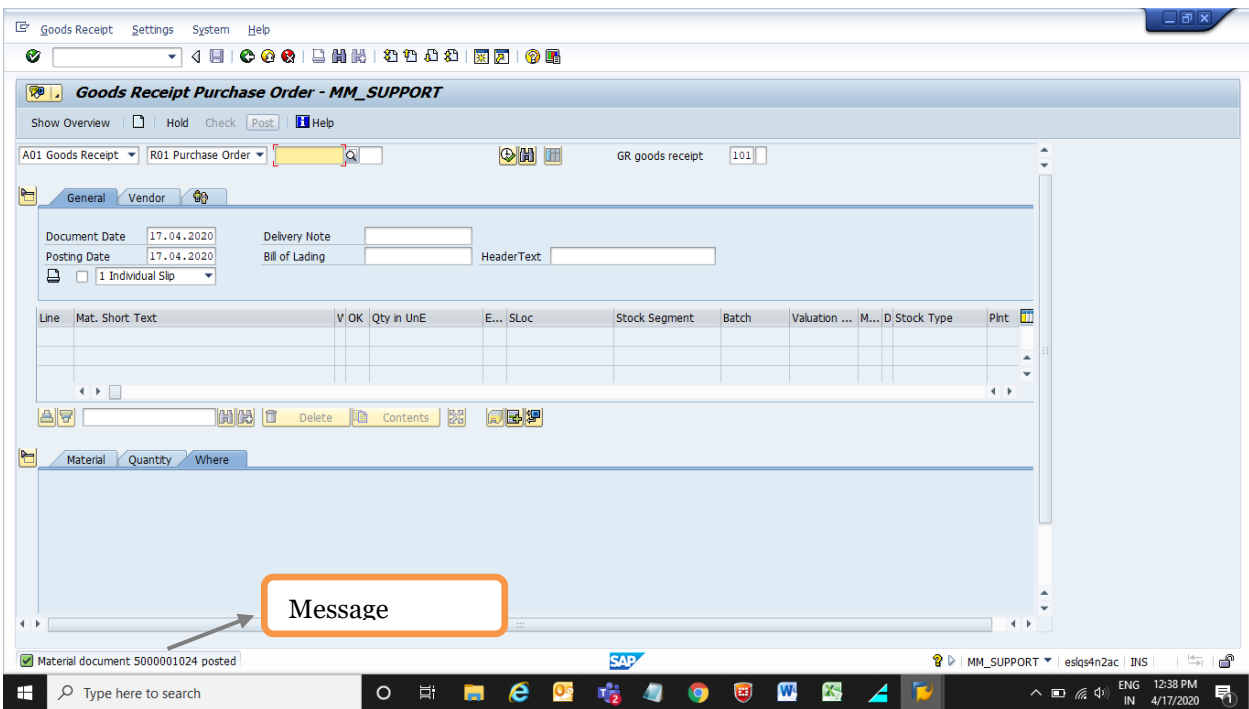 Goods Receipt Settings System Help
Goods Receipt Purchase Order - MM_SUPPORT
Show Overview Hold Check Post Help
A01 Goods Receipt R01 Purchase Order GR goods receipt 101
General Vendor
Document Date 17.04.2020 Delivery Note
Posting Date 17.04.2020 Bill of Lading HeaderText
1 Individual Slip
Line Mat. Short Text V OK Qty in UnE E... SLoc Stock Segment Batch Valuation ... M... D Stock Type Plnt
Delete Contents
Material Quantity Where
Message
Material document 5000001024 posted SAP MM_SUPPORT eslqs4n2ac INS
Type here to search ENG 12:38 PM
IN 4/17/2020